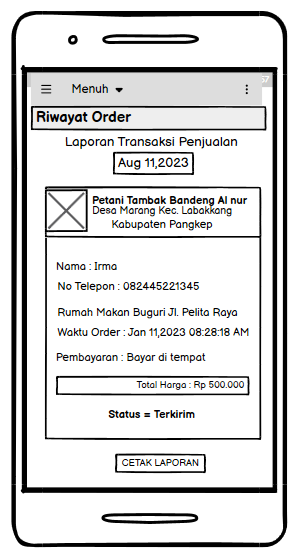 Menuh
Riwayat Order
Laporan Transaksi Penjualan
Aug 11,2023
Petani Tambak Bandeng Al nur
Desa Marang Kec. Labakkang
Kabupaten Pangkep
Nama : Irma
No Telepon : 082445221345
Rumah Makan Buguri Jl. Pelita Raya
Waktu Order : Jan 11,2023 08:28:18 AM
Pembayaran : Bayar di tempat
Total Harga : Rp 500.000
Status = Terkirim
CETAK LAPORAN